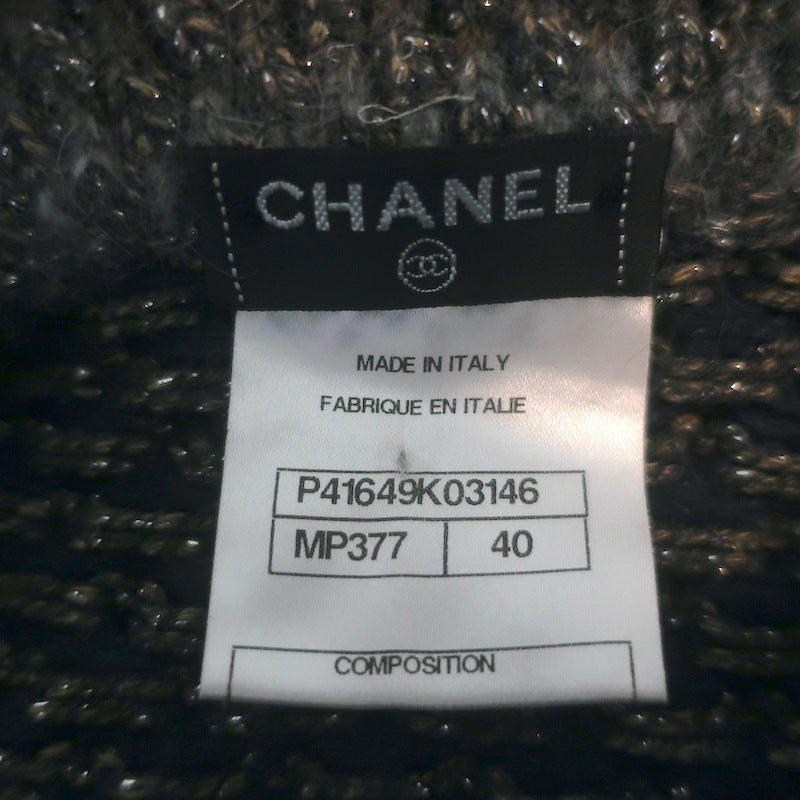 CHANEL
MADE IN ITALY
FABRIQUE EN ITALIE
P41649K03146
MP377 40
COMPOSITION